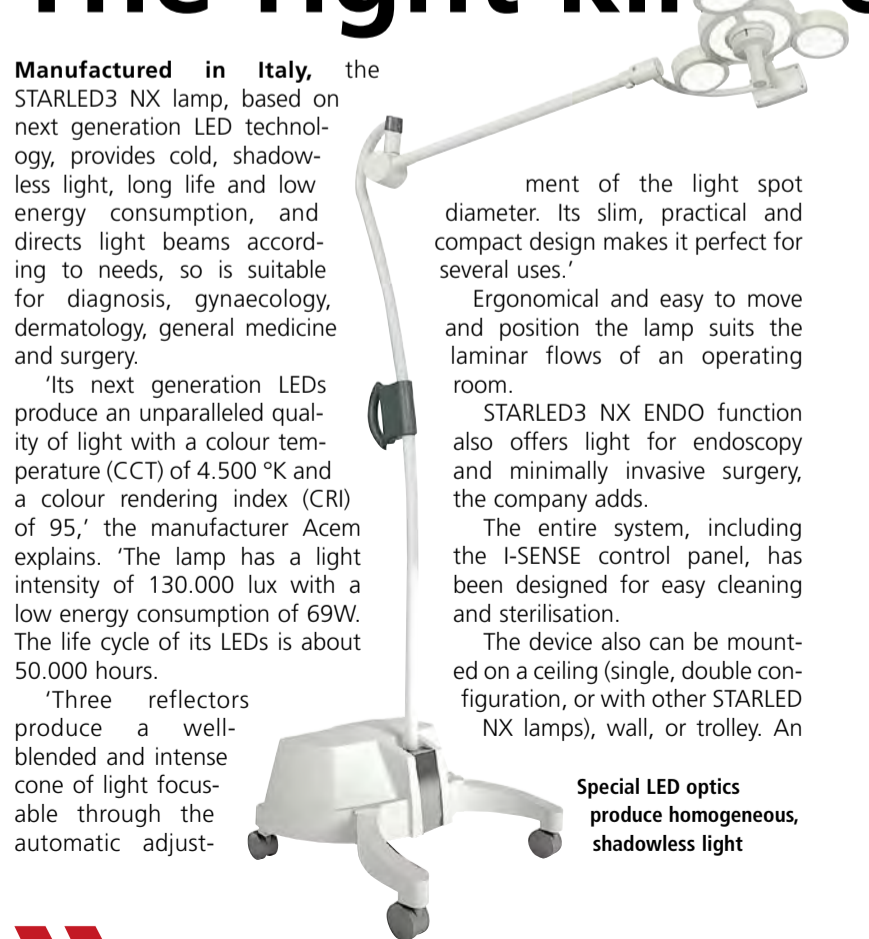 Manufactured in Italy, the
STARLED3 NX lamp, based on
next generation LED technol-
ogy, provides cold, shadow-
less light, long life and low
energy consumption, and
directs light beams accord-
ing to needs, so is suitable
for diagnosis, gynaecology,
dermatology, general medicine
and surgery.
‘Its next generation LEDs
produce an unparalleled qual-
ity of light with a colour tem-
perature (CCT) of 4.500 °K and
a colour rendering index (CRI)
of 95,’ the manufacturer Acem
explains. ‘The lamp has a light
intensity of 130.000 lux with a
low energy consumption of 69W.
The life cycle of its LEDs is about
50.000 hours.
‘Three reflectors
produce a well-
blended and intense
cone of light focus-
able through the
automatic adjust-
ment of the light spot
diameter. Its slim, practical and
compact design makes it perfect for
several uses.’
Ergonomical and easy to move
and position the lamp suits the
laminar flows of an operating
room.
STARLED3 NX ENDO function
also offers light for endoscopy
and minimally invasive surgery,
the company adds.
The entire system, including
the I-SENSE control panel, has
been designed for easy cleaning
and sterilisation.
The device also can be mount-
ed on a ceiling (single, double con-
figuration, or with other STARLED
NX lamps), wall, or trolley. An
Special LED optics
produce homogeneous,
shadowless light